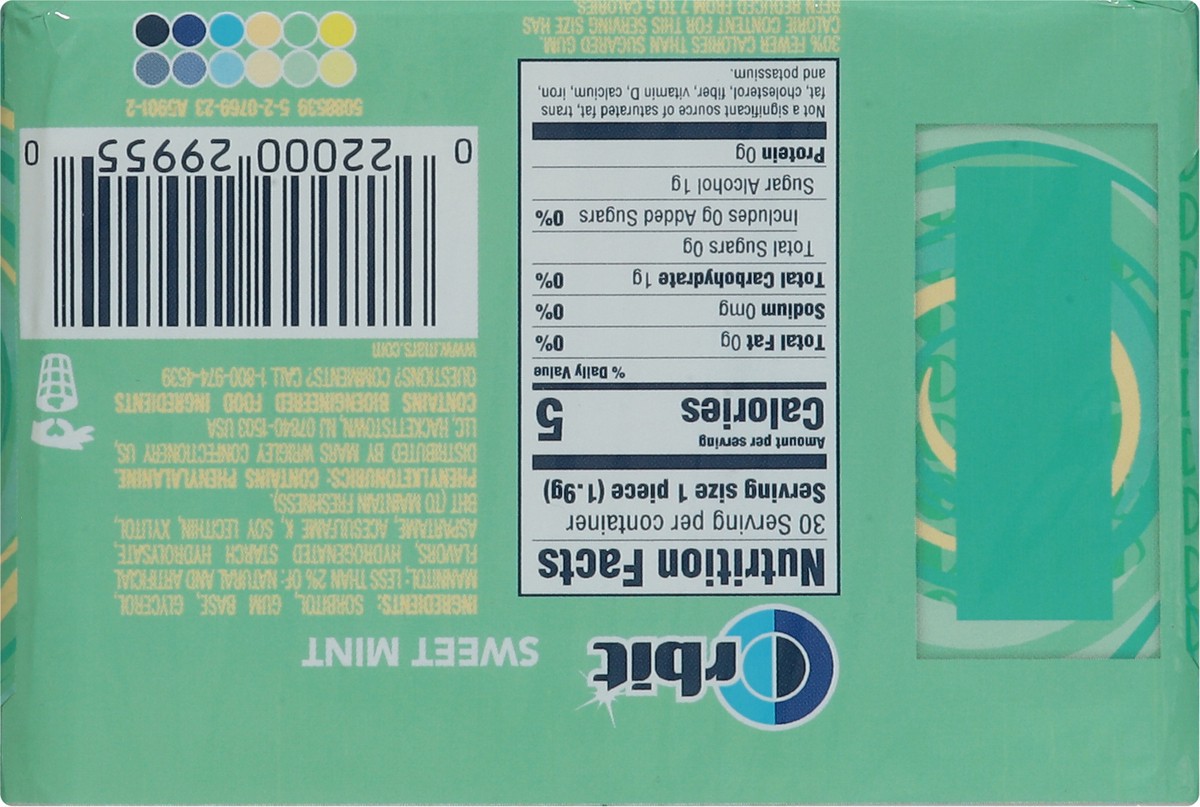 Orbit
SWEET MINT
Nutrition Facts
30 Serving per container
Serving size 1 piece (1.9g)
Amount per serving
Calories 5
% Daily Value
Total Fat 0g 0%
Sodium 0mg 0%
Total Carbohydrate 1g 0%
Total Sugars 0g
Includes 0g Added Sugars 0%
Sugar Alcohol 1g
Protein 0g
Not a significant source of saturated fat, trans
fat, cholesterol, fiber, vitamin D, calcium, iron,
and potassium.
30% FEWER CALORIES THAN SUGARED GUM.
CALORIE CONTENT FOR THIS SERVING SIZE HAS
BEEN REDUCED FROM 7 TO 5 CALORIES.
INGREDIENTS: SORBITOL, GUM BASE, GLYCEROL,
MANNITOL, LESS THAN 2% OF: NATURAL AND ARTIFICIAL
FLAVORS, HYDROGENATED STARCH HYDROLYSATE,
ASPARTAME, ACESULFAME K, SOY LECITHIN, XYLITOL,
BHT (TO MAINTAIN FRESHNESS).
PHENYLKETONURICS: CONTAINS PHENYLALANINE.
DISTRIBUTED BY MARS WRIGLEY CONFECTIONERY US,
LLC, HACKETTSTOWN, NJ 07840-1503 USA
CONTAINS BIOENGINEERED FOOD INGREDIENTS
QUESTIONS? COMMENTS? CALL 1-800-974-4539
www.mars.com
0 22000 29955 0
5088539 5-2-0769-23 A5901-2